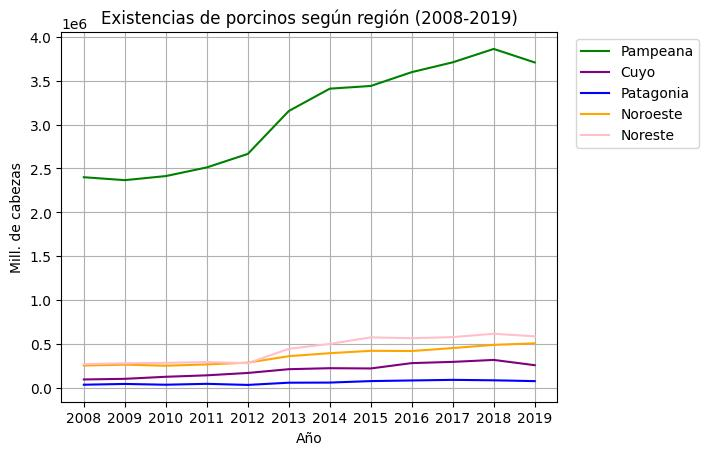 Existencias de porcinos según región (2008-2019)
1e6
4.0
3.5
3.0
2.5
2.0
1.5
1.0
0.5
0.0
Mill. de cabezas
2008 2009 2010 2011 2012 2013 2014 2015 2016 2017 2018 2019
Año
Pampeana
Cuyo
Patagonia
Noroeste
Noreste